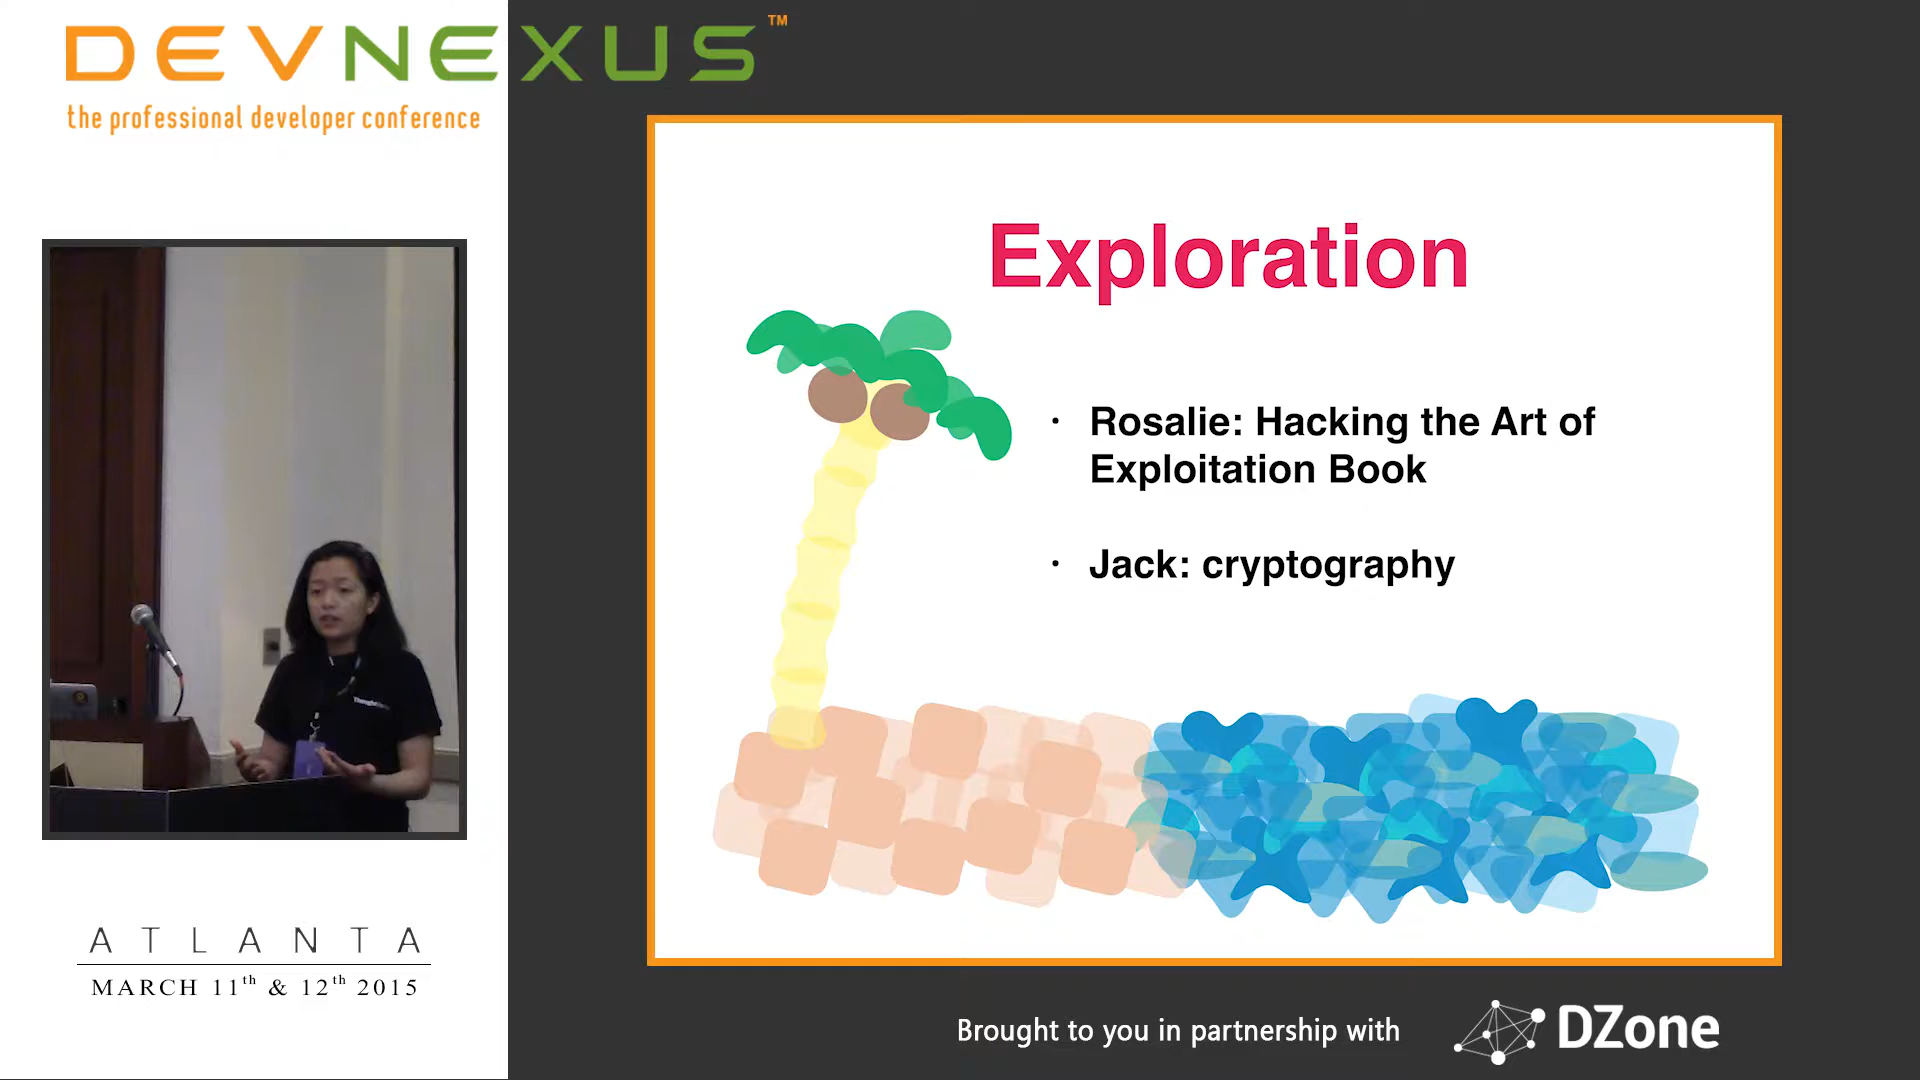 DEVNEXUS™
the professional developer conference
Exploration
· Rosalie: Hacking the Art of
Exploitation Book
· Jack: cryptography
ATLANTA
MARCH 11th & 12th 2015
Brought to you in partnership with
DZone